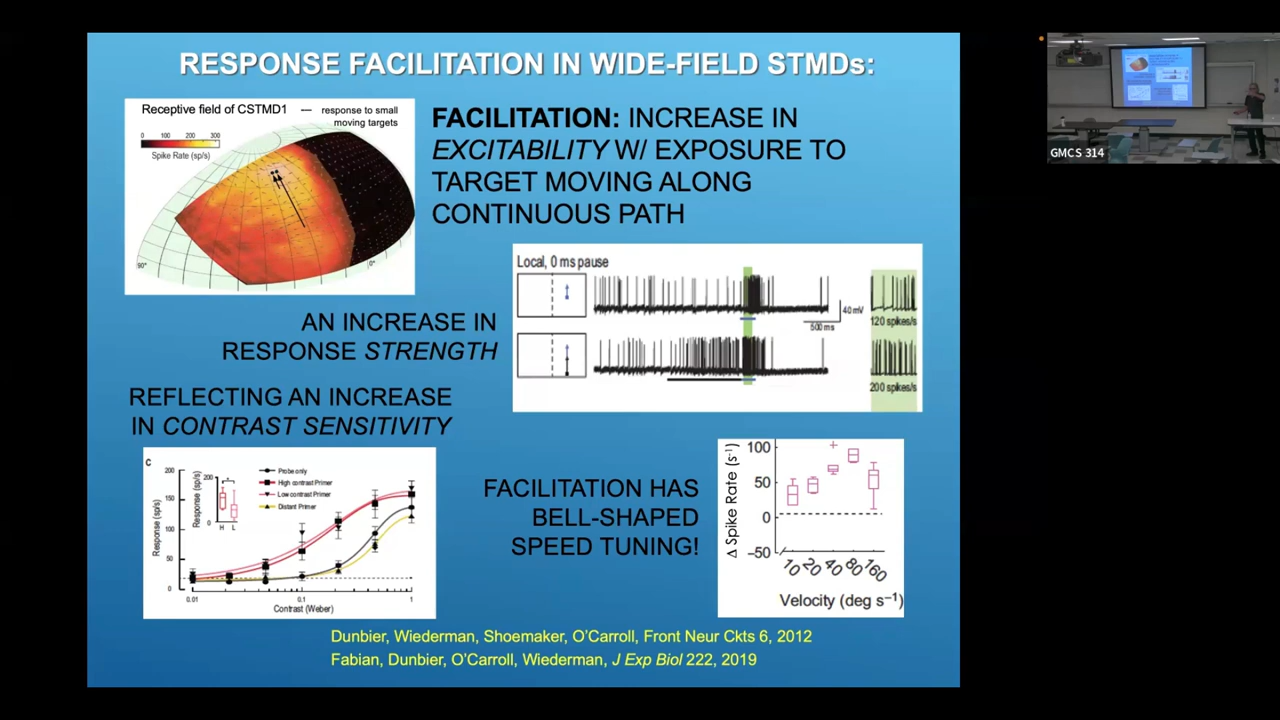 RESPONSE FACILITATION IN WIDE-FIELD STMDs:
Receptive field of CSTMD1
response to small
moving targets
0 100 200 300
Spike Rate (sp/s)
90°
0°
FACILITATION: INCREASE IN
EXCITABILITY W/ EXPOSURE TO
TARGET MOVING ALONG
CONTINUOUS PATH
Local, 0 ms pause
40 mV
500 ms
120 spikes/s
200 spikes/s
AN INCREASE IN
RESPONSE STRENGTH
REFLECTING AN INCREASE
IN CONTRAST SENSITIVITY
C
Response (sp/s)
200
150
100
50
0
Response (sp/s)
200
0
*
H L
Probe only
High contrast Primer
Low contrast Primer
Distant Primer
0.01 0.1 1
Contrast (Weber)
FACILITATION HAS
BELL-SHAPED
SPEED TUNING!
Δ Spike Rate (s⁻¹)
100
50
0
−50
10 20 40 80 160
Velocity (deg s⁻¹)
Dunbier, Wiederman, Shoemaker, O'Carroll, Front Neur Ckts 6, 2012
Fabian, Dunbier, O'Carroll, Wiederman, J Exp Biol 222, 2019
GMCS 314